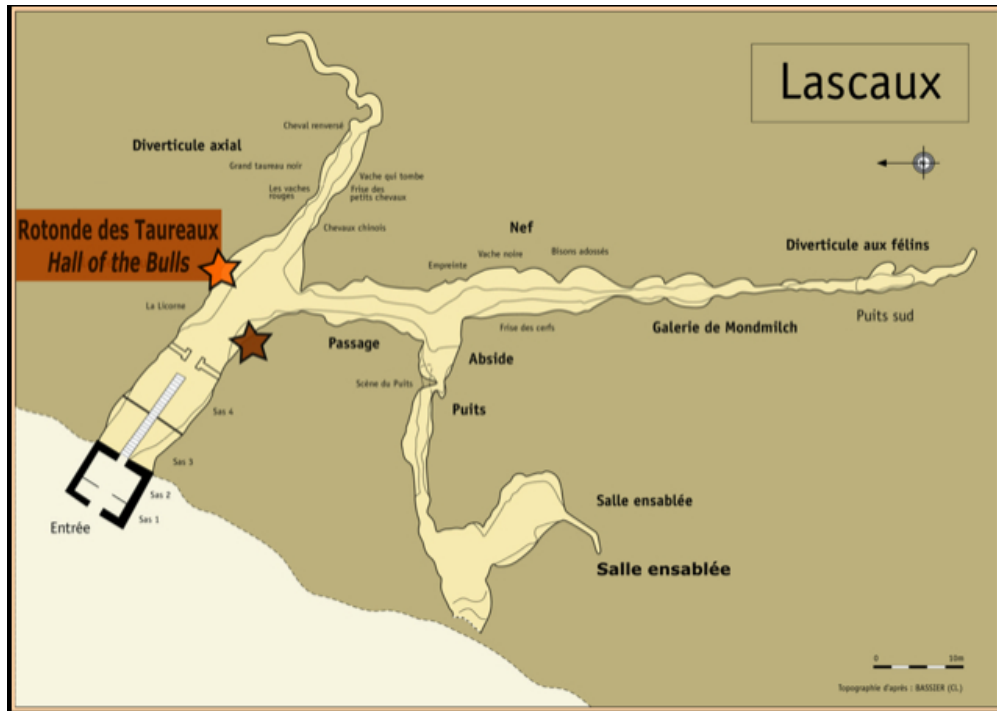 Lascaux
Cheval renversé
Diverticule axial
Grand taureau noir
Vache qui tombe
Les vaches
rouges
Frise des
petits chevaux
Rotonde des Taureaux
Hall of the Bulls
Chevaux chinois
Nef
Vache noire
Bisons adossés
Empreinte
Diverticule aux félins
La Licorne
Passage
Frise des cerfs
Galerie de Mondmilch
Puits sud
Abside
Scène du Puits
Puits
Sas 4
Sas 3
Sas 2
Sas 1
Entrée
Salle ensablée
Salle ensablée
0 10m
Topographie d'après : BASSIER (CL.)